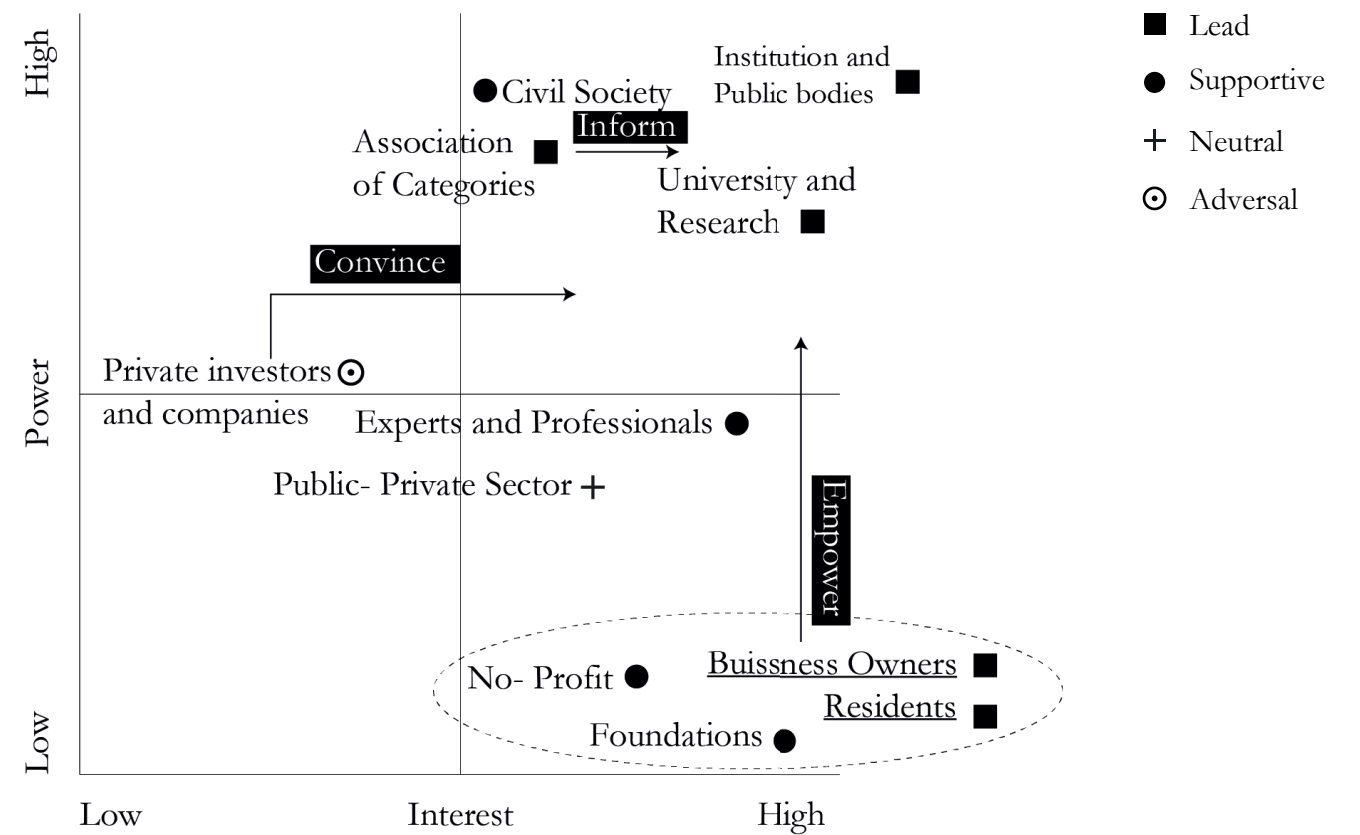 High
Power
Low
Low
Interest
High
Civil Society
Institution and
Public bodies
Inform
Association
of Categories
University and
Research
Convince
Private investors
and companies
Experts and Professionals
Public- Private Sector
Empower
No- Profit
Buissness Owners
Residents
Foundations
Lead
Supportive
Neutral
Adversal